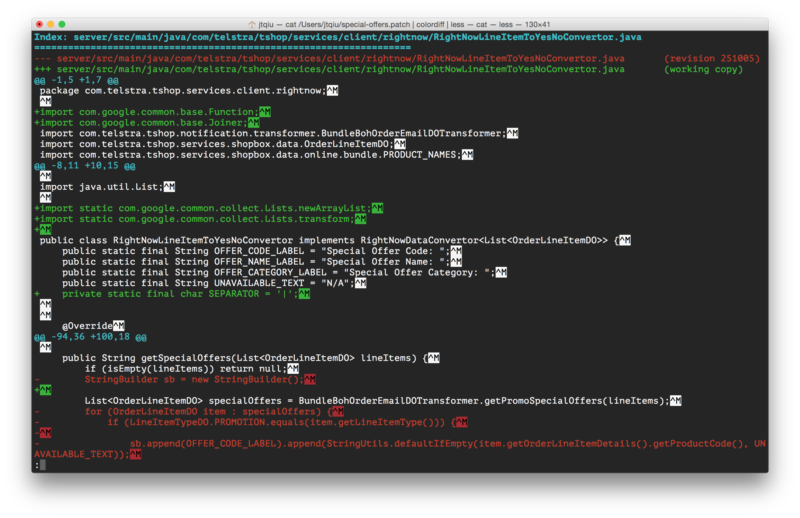 jtqiu — cat /Users/jtqiu/special-offers.patch | colordiff | less — cat — less — 130×41
Index: server/src/main/java/com/telstra/tshop/services/client/rightnow/RightNowLineItemToYesNoConvertor.java
===================================================================
--- server/src/main/java/com/telstra/tshop/services/client/rightnow/RightNowLineItemToYesNoConvertor.java (revision 251005)
+++ server/src/main/java/com/telstra/tshop/services/client/rightnow/RightNowLineItemToYesNoConvertor.java (working copy)
@@ -1,5 +1,7 @@
 package com.telstra.tshop.services.client.rightnow;^M
 ^M
+import com.google.common.base.Function;^M
+import com.google.common.base.Joiner;^M
 import com.telstra.tshop.notification.transformer.BundleBohOrderEmailDOTransformer;^M
 import com.telstra.tshop.services.shopbox.data.OrderLineItemDO;^M
 import com.telstra.tshop.services.shopbox.data.online.bundle.PRODUCT_NAMES;^M
@@ -8,11 +10,15 @@
 ^M
 import java.util.List;^M
 ^M
+import static com.google.common.collect.Lists.newArrayList;^M
+import static com.google.common.collect.Lists.transform;^M
+^M
 public class RightNowLineItemToYesNoConvertor implements RightNowDataConvertor<List<OrderLineItemDO>> {^M
     public static final String OFFER_CODE_LABEL = "Special Offer Code: ";^M
     public static final String OFFER_NAME_LABEL = "Special Offer Name: ";^M
     public static final String OFFER_CATEGORY_LABEL = "Special Offer Category: ";^M
     public static final String UNAVAILABLE_TEXT = "N/A";^M
+    private static final char SEPARATOR = '|';^M
 ^M
 ^M
     @Override^M
@@ -94,36 +100,18 @@
 ^M
     public String getSpecialOffers(List<OrderLineItemDO> lineItems) {^M
         if (isEmpty(lineItems)) return null;^M
-        StringBuilder sb = new StringBuilder();^M
+^M
         List<OrderLineItemDO> specialOffers = BundleBohOrderEmailDOTransformer.getPromoSpecialOffers(lineItems);^M
-        for (OrderLineItemDO item : specialOffers) {^M
-            if (LineItemTypeDO.PROMOTION.equals(item.getLineItemType())) {^M
-^M
-                sb.append(OFFER_CODE_LABEL).append(StringUtils.defaultIfEmpty(item.getOrderLineItemDetails().getProductCode(), UN
AVAILABLE_TEXT));^M
: